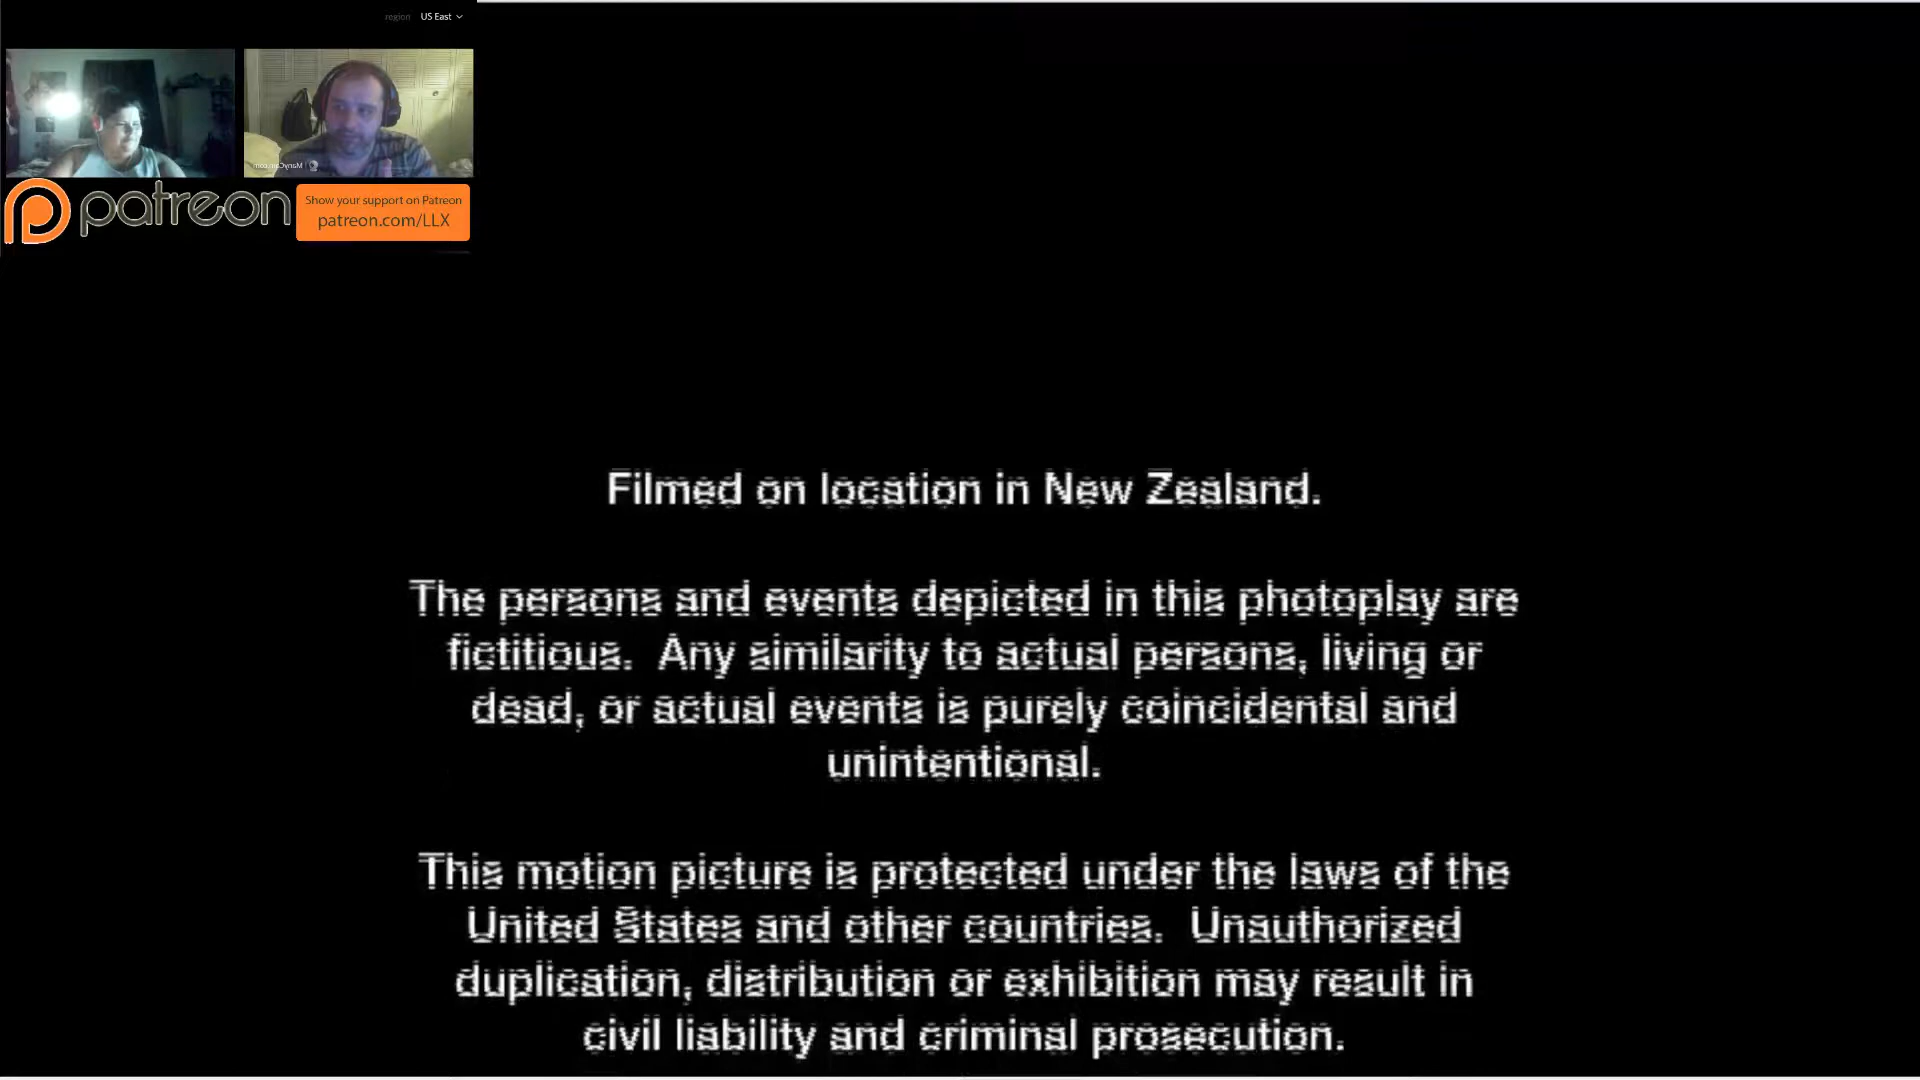 region US East
patreon
Show your support on Patreon
patreon.com/LLX
Filmed on location in New Zealand.
The persons and events depicted in this photoplay are
fictitious.  Any similarity to actual persons, living or
dead, or actual events is purely coincidental and
unintentional.
This motion picture is protected under the laws of the
United States and other countries.  Unauthorized
duplication, distribution or exhibition may result in
civil liability and criminal prosecution.